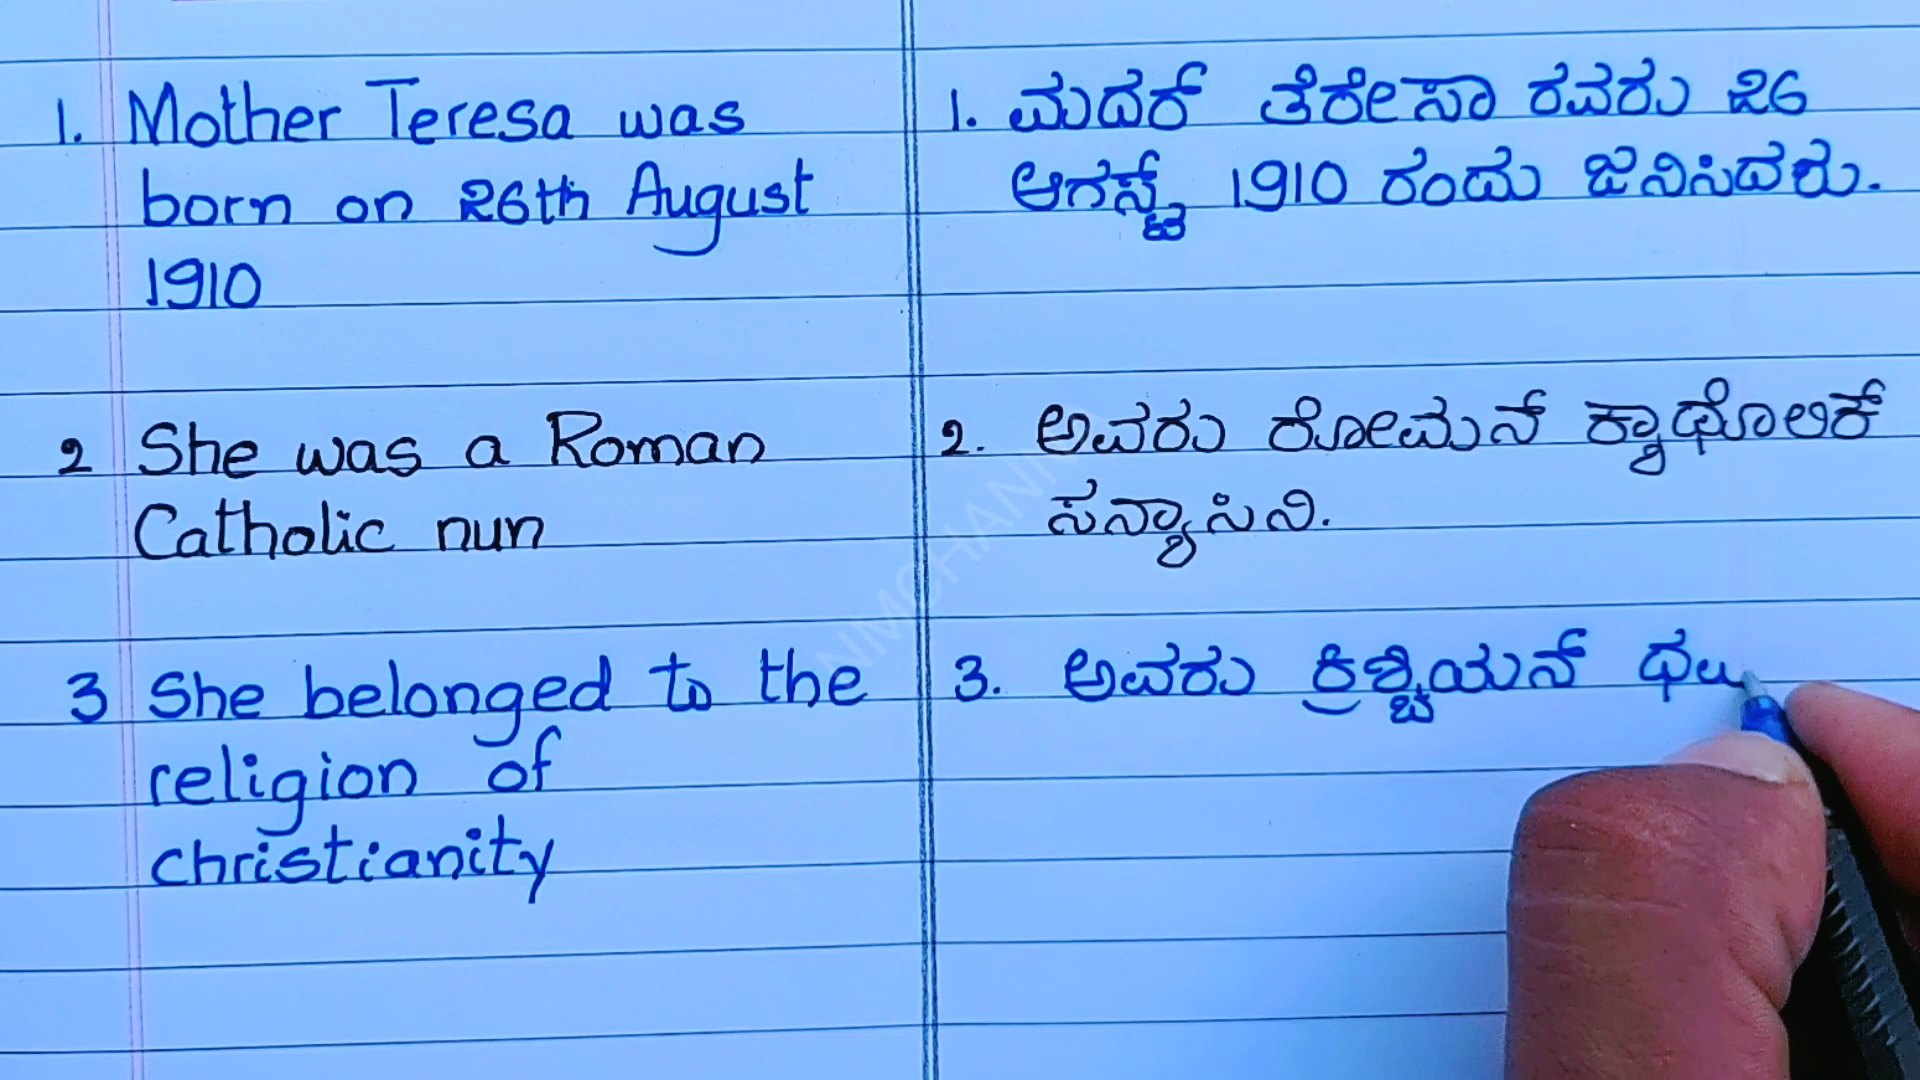 1. Mother Teresa was
born on 26th August
1910
2 She was a Roman
Catholic nun
3 She belonged to the
religion of
christianity
1. ಮದರ್ ತೆರೇಸಾ ರವರು 26
ಆಗಸ್ಟ್ 1910 ರಂದು ಜನಿಸಿದರು.
2. ಅವರು ರೋಮನ್ ಕ್ಯಾಥೋಲಿಕ್
ಸನ್ಯಾಸಿನಿ.
3. ಅವರು ಕ್ರಿಶ್ಚಿಯನ್